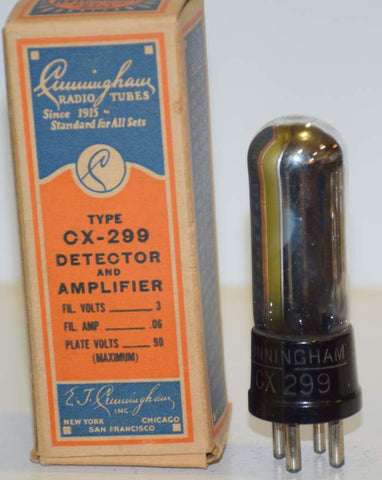 Cunningham
RADIO TUBES
Since 1915 ~
Standard for All Sets
C
TYPE
CX-299
DETECTOR
AND
AMPLIFIER
FIL. VOLTS 3
FIL. AMP .06
PLATE VOLTS 90
(MAXIMUM)
E.T. Cunningham
INC.
NEW YORK CHICAGO
SAN FRANCISCO
UNNINGHAM
CX 299